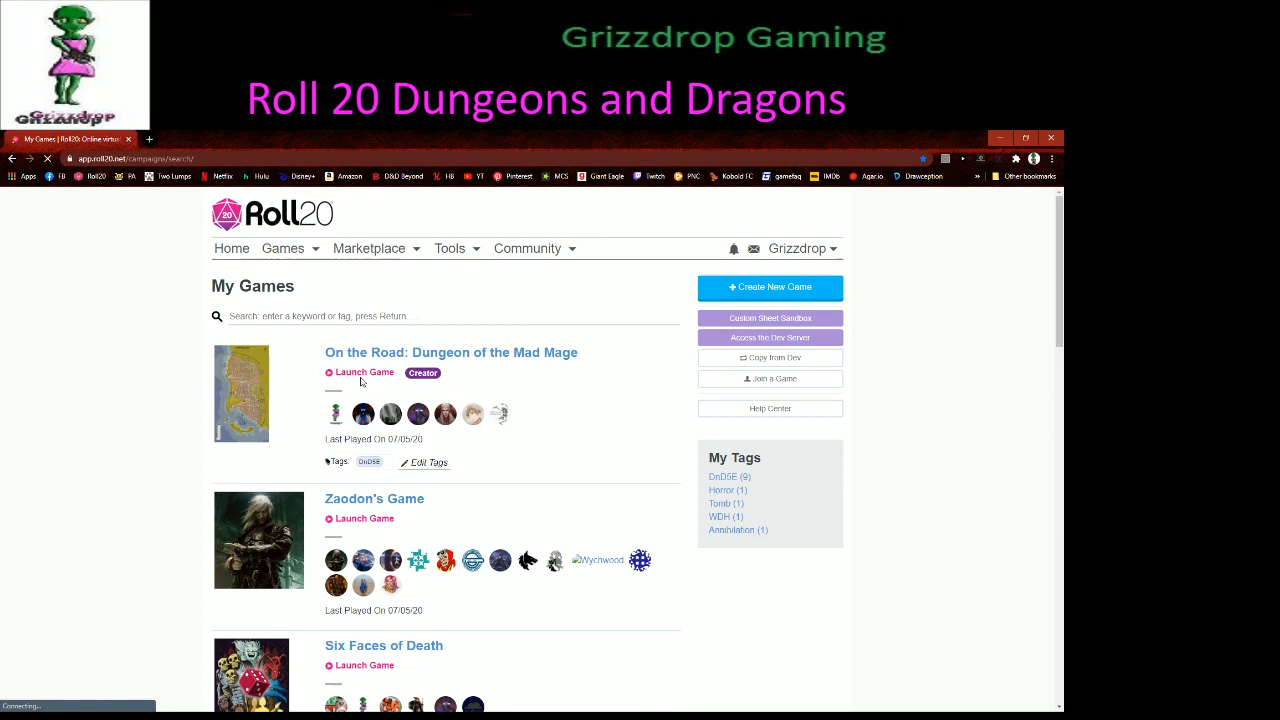 Grizzdrop Gaming
Roll 20 Dungeons and Dragons
Grizzdrop
My Games | Roll20: Online virtua
app.roll20.net/campaigns/search/
Apps FB Roll20 PA Two Lumps Netflix Hulu Disney+ Amazon D&D Beyond HB YT Pinterest MCS Giant Eagle Twitch PNC Kobold FC gamefaq IMDb Agar.io Drawception » Other bookmarks
20 Roll20
Home Games Marketplace Tools Community Grizzdrop
My Games
+ Create New Game
Search: enter a keyword or tag, press Return...
Custom Sheet Sandbox
Access the Dev Server
Copy from Dev
Join a Game
Help Center
On the Road: Dungeon of the Mad Mage
Launch Game Creator
Last Played On 07/05/20
Tags: DnD5E Edit Tags
My Tags
DnD5E (9)
Horror (1)
Tomb (1)
WDH (1)
Annihilation (1)
Zaodon's Game
Launch Game
Wychwood
Last Played On 07/05/20
Six Faces of Death
Launch Game
Connecting...